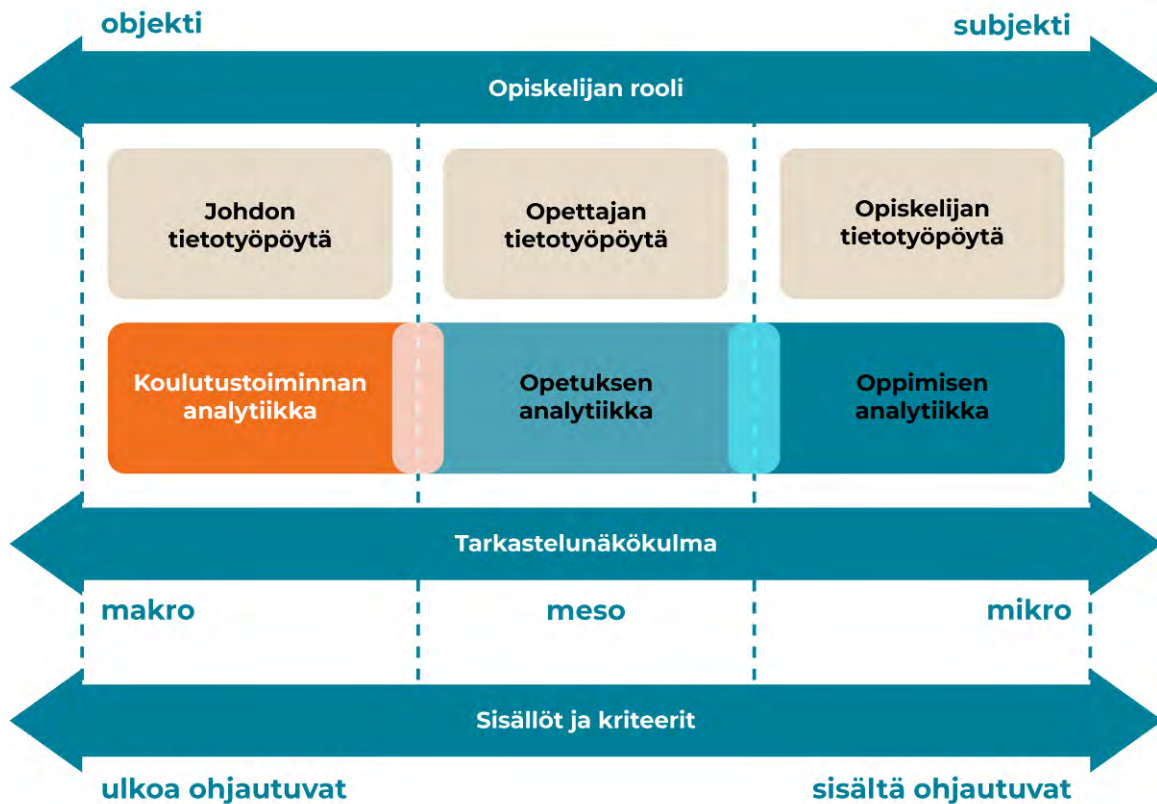 objekti
subjekti
Opiskelijan rooli
Johdon
tietotyöpöytä
Opettajan
tietotyöpöytä
Opiskelijan
tietotyöpöytä
Koulutustoiminnan
analytiikka
Opetuksen
analytiikka
Oppimisen
analytiikka
Tarkastelunäkökulma
makro
meso
mikro
Sisällöt ja kriteerit
ulkoa ohjautuvat
sisältä ohjautuvat